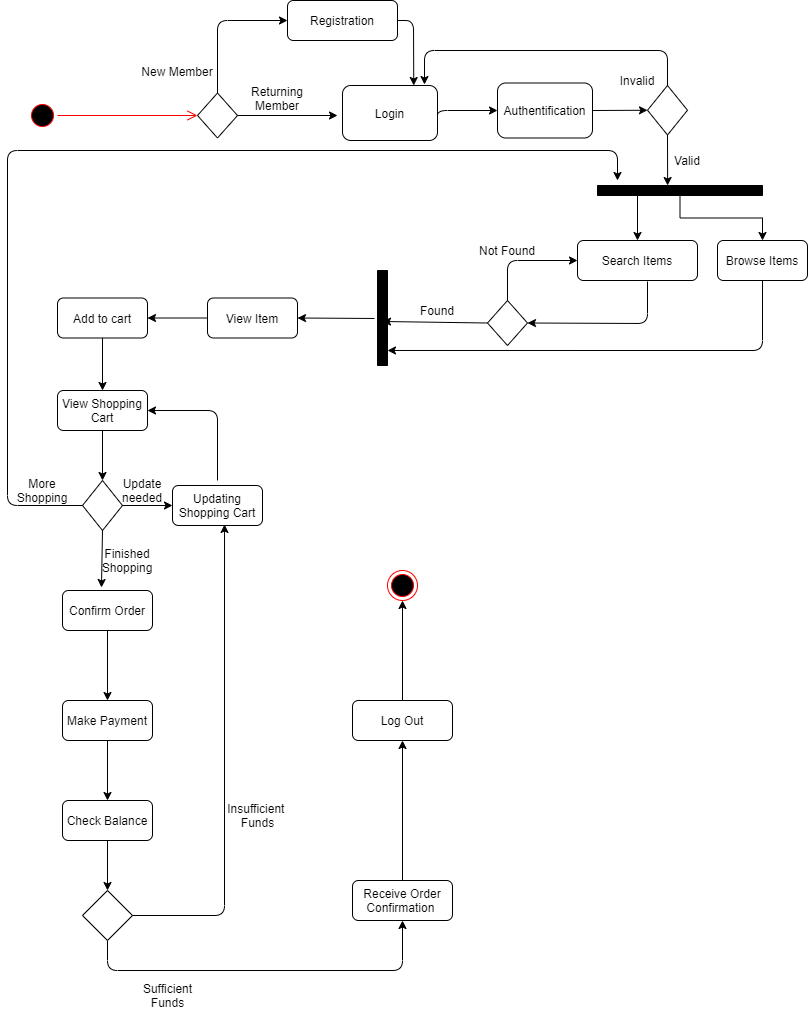 Registration
New Member
Returning
Member
Login
Authentification
Invalid
Valid
Not Found
Search Items
Browse Items
Found
View Item
Add to cart
View Shopping
Cart
More
Shopping
Update
needed
Updating
Shopping Cart
Finished
Shopping
Confirm Order
Make Payment
Log Out
Check Balance
Insufficient
Funds
Receive Order
Confirmation
Sufficient
Funds